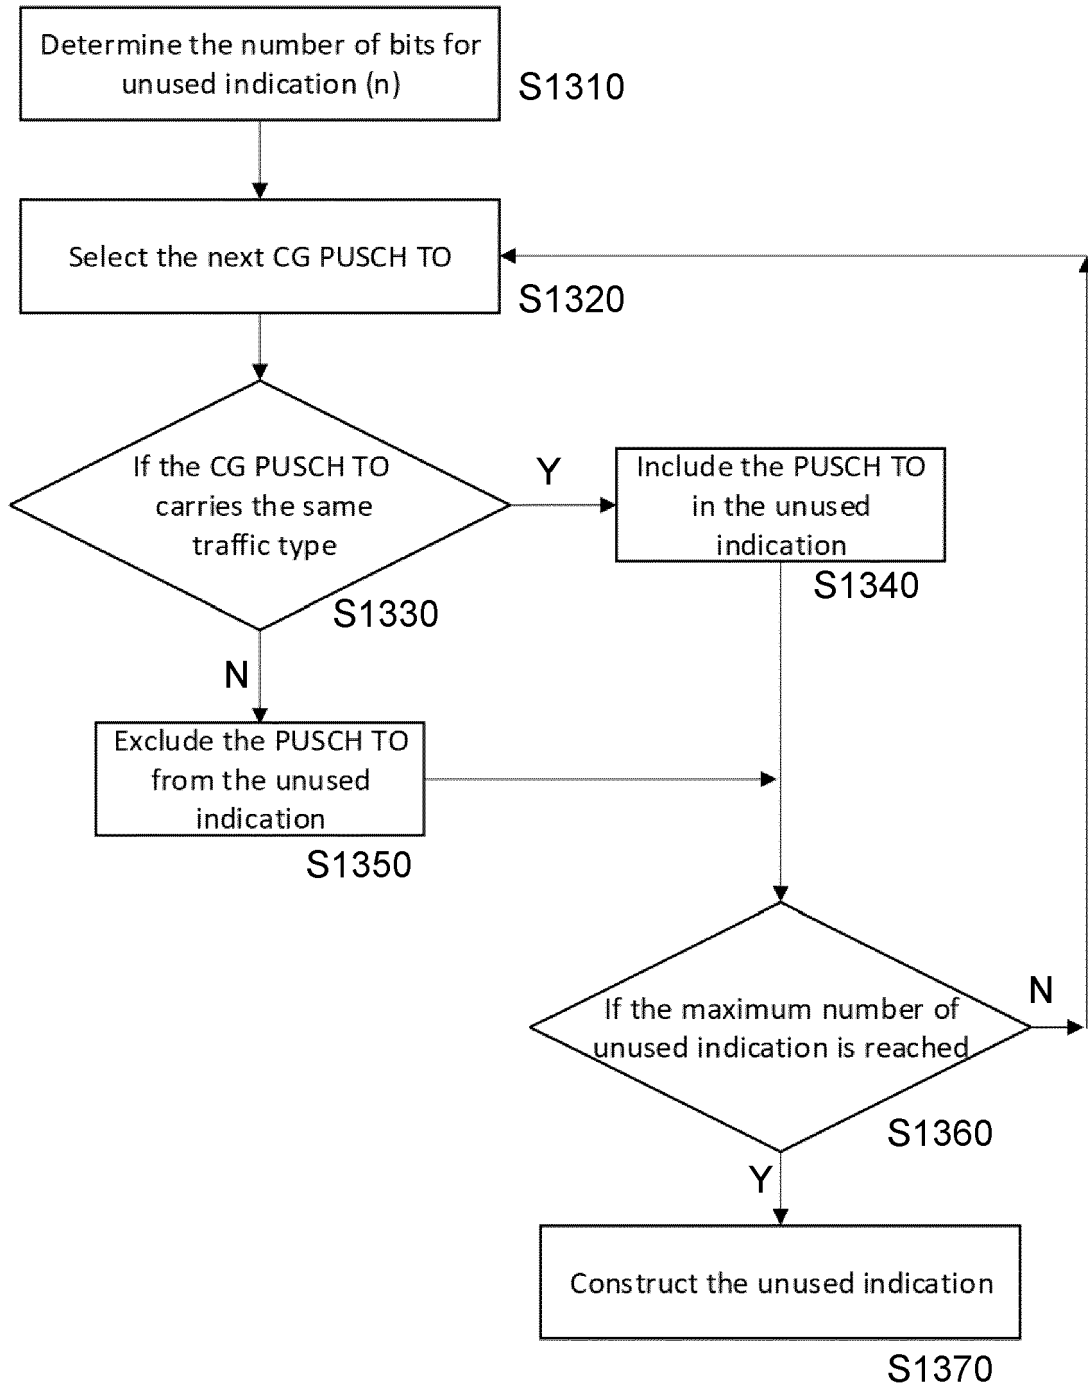 Determine the number of bits for
unused indication (n)
S1310
Select the next CG PUSCH TO
S1320
If the CG PUSCH TO
carries the same
traffic type
S1330
Y
Include the PUSCH TO
in the unused
indication
S1340
N
Exclude the PUSCH TO
from the unused
indication
S1350
If the maximum number of
unused indication is reached
S1360
N
Y
Construct the unused indication
S1370